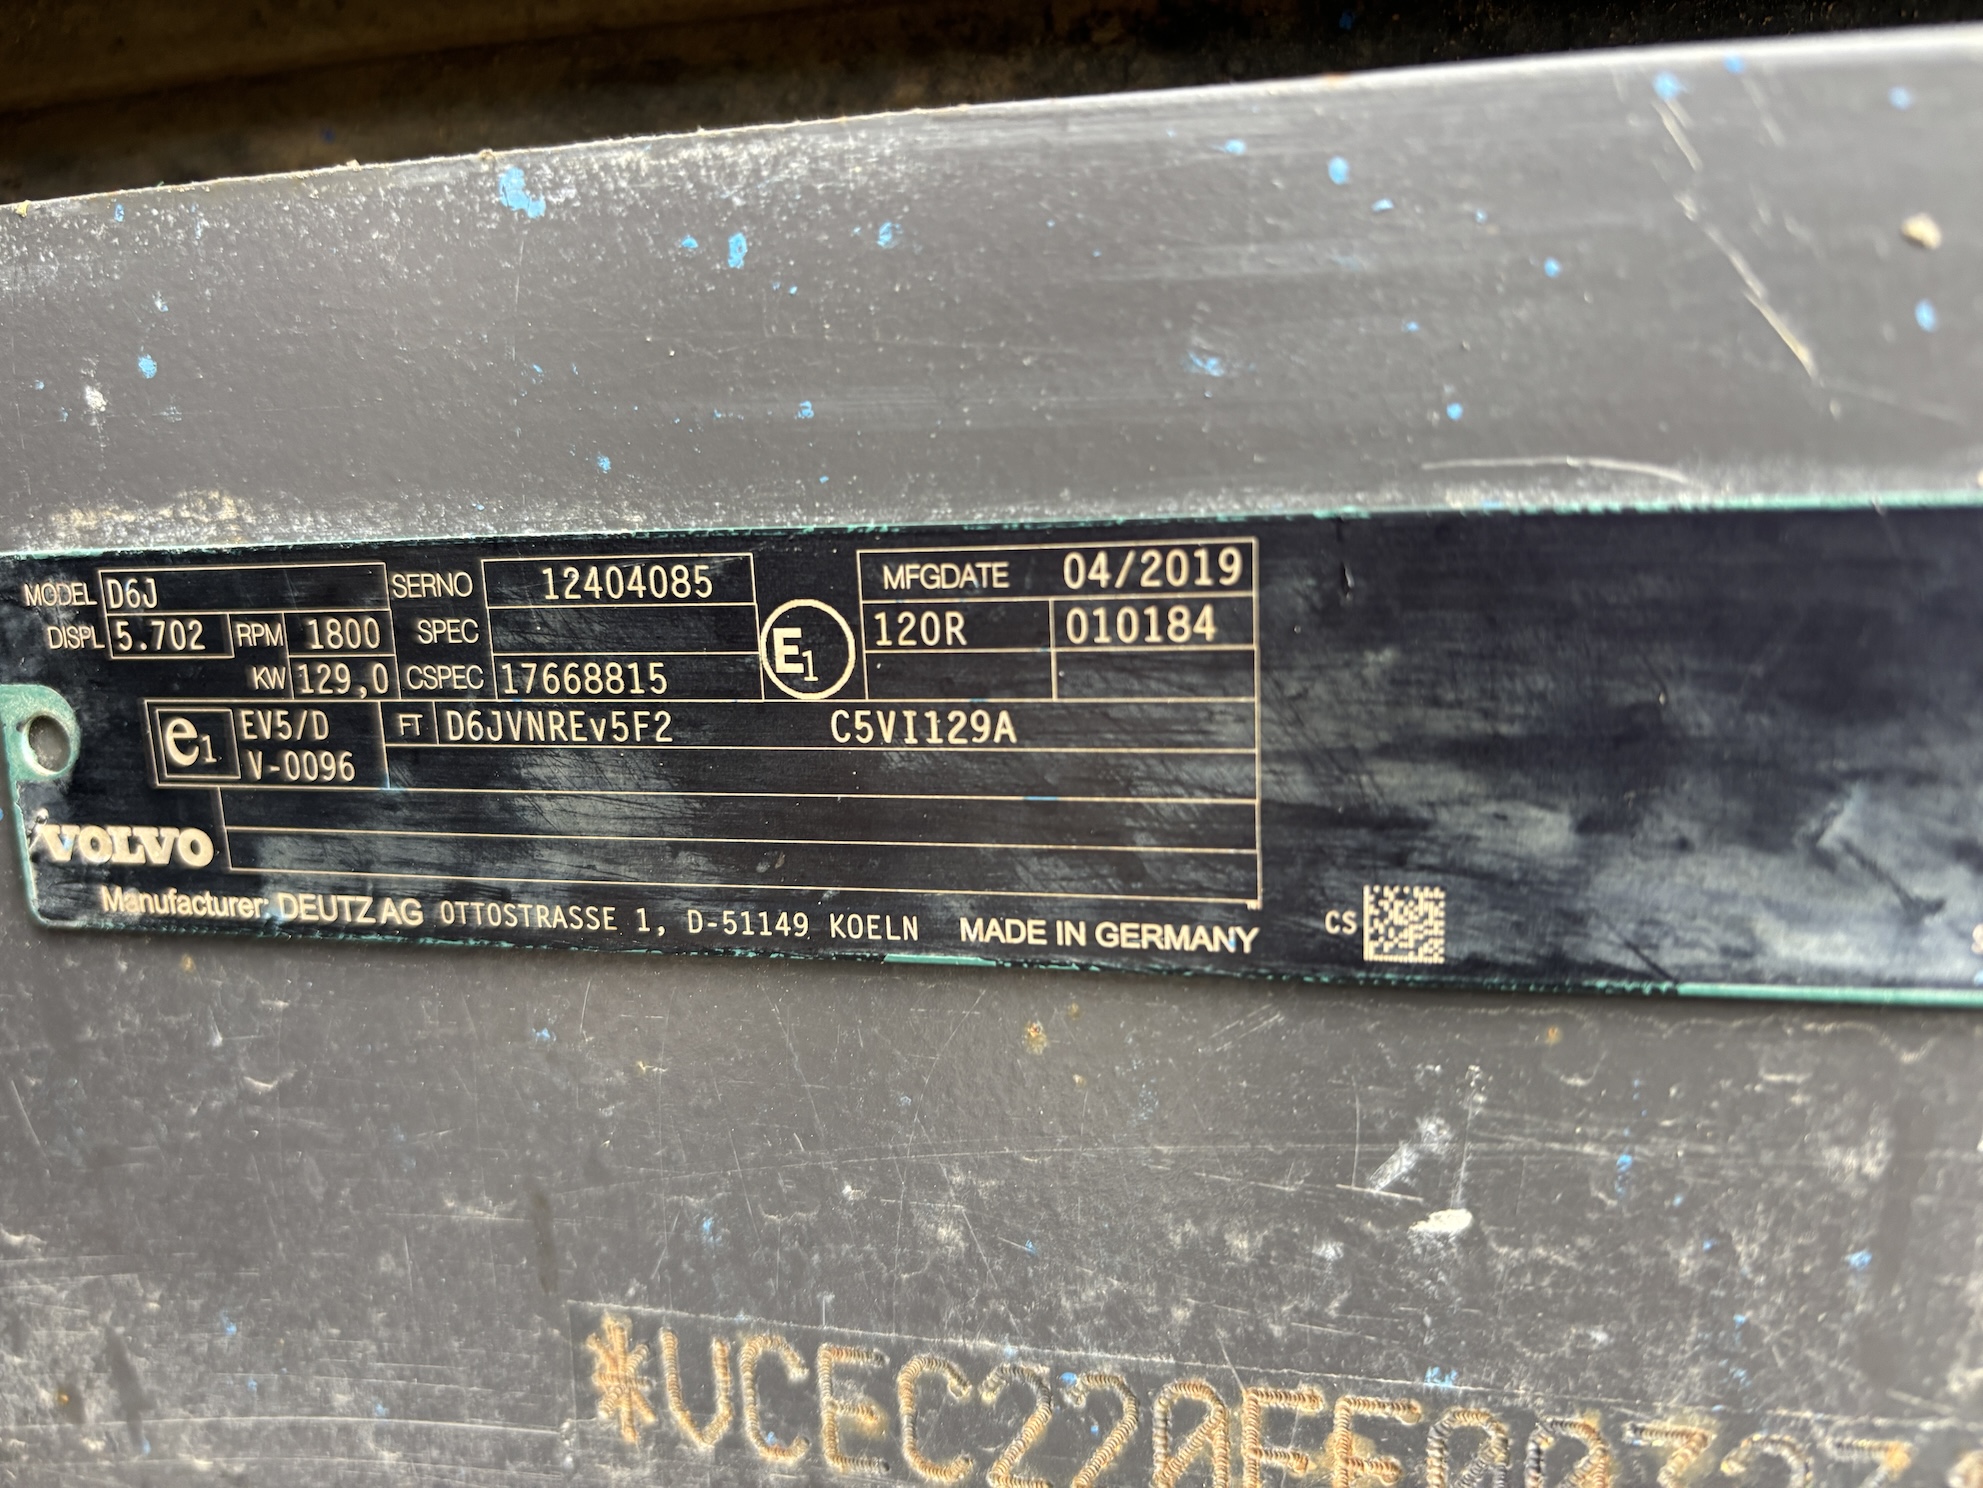 MODEL D6J SERNO 12404085 MFGDATE 04/2019
DISPL 5.702 RPM 1800 SPEC E1 120R 010184
KW 129,0 CSPEC 17668815
e1 EV5/D FT D6JVNREv5F2 C5VI129A
V-0096
VOLVO
Manufacturer: DEUTZ AG OTTOSTRASSE 1, D-51149 KOELN MADE IN GERMANY CS